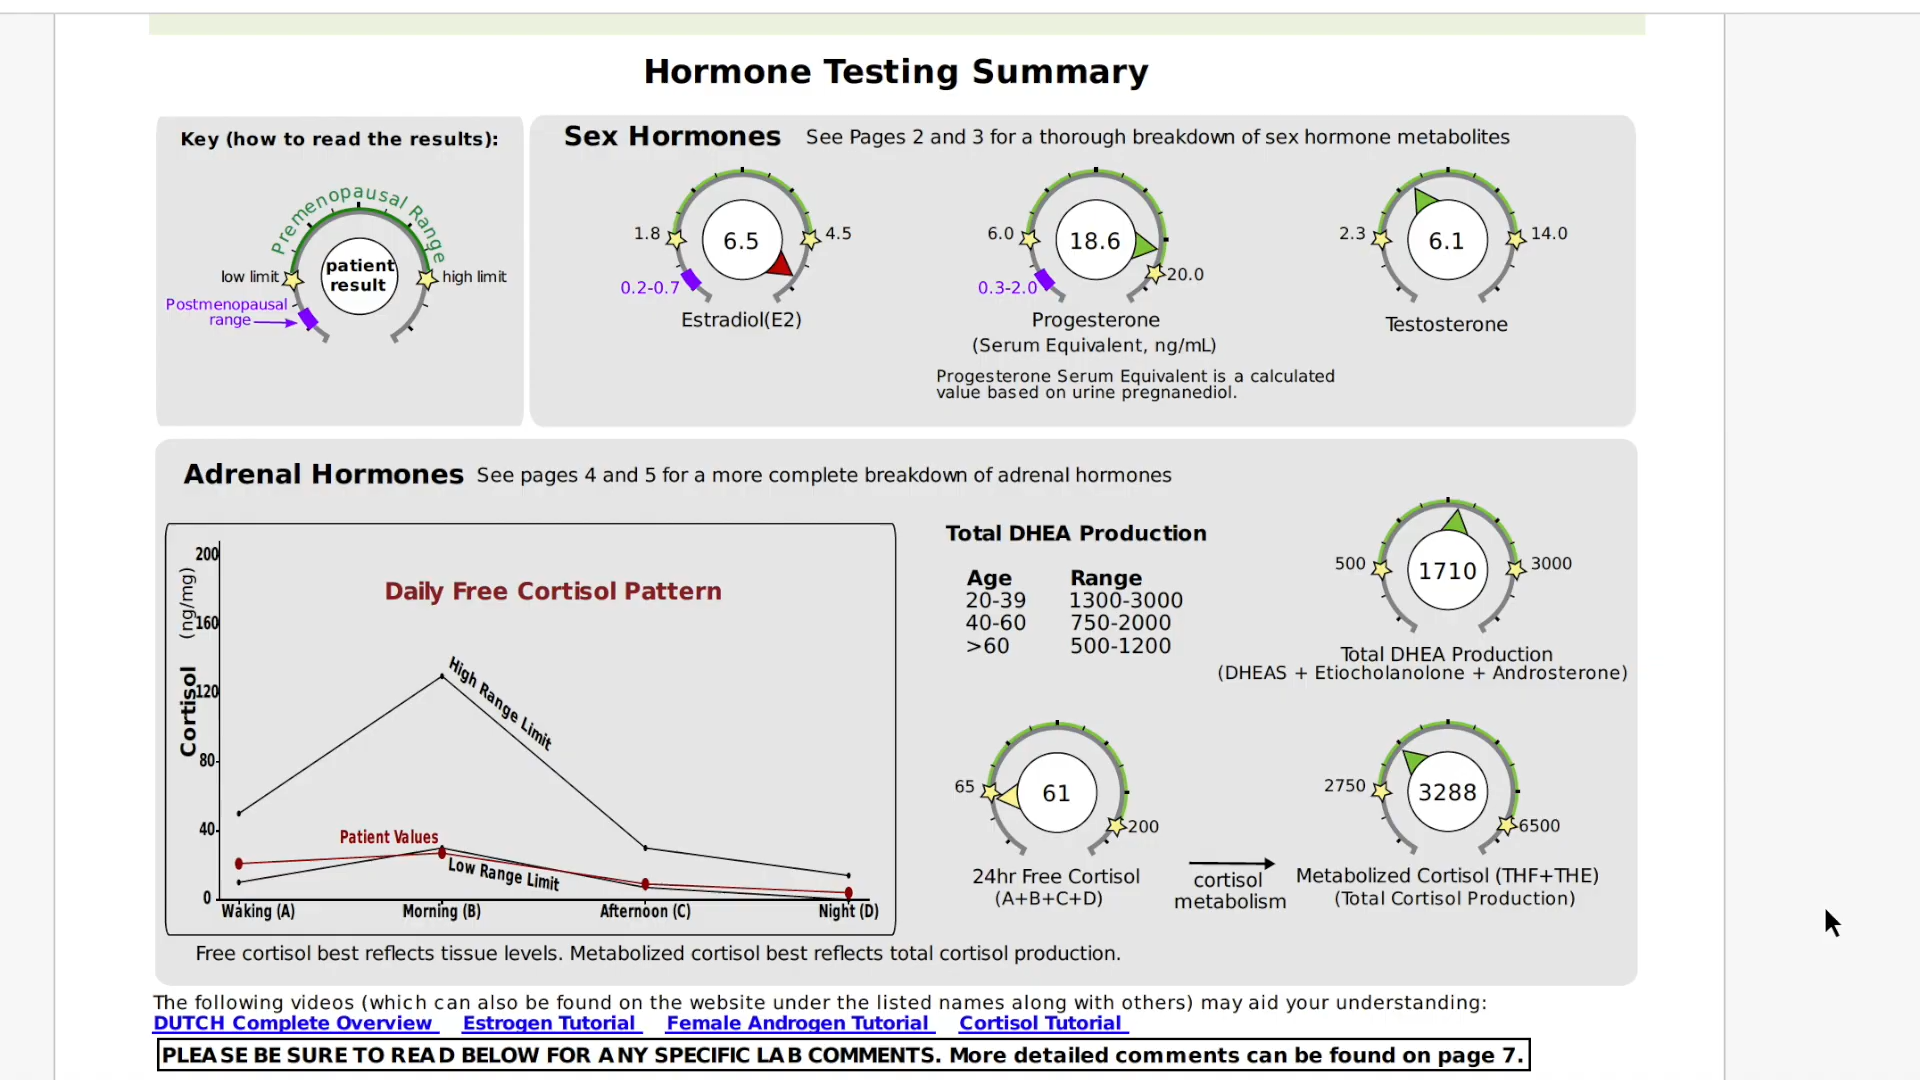 Hormone Testing Summary
Key (how to read the results):
Premenopausal Range
low limit
patient
result
high limit
Postmenopausal
range
Sex Hormones See Pages 2 and 3 for a thorough breakdown of sex hormone metabolites
1.8
6.5
4.5
0.2-0.7
Estradiol(E2)
6.0
18.6
20.0
0.3-2.0
Progesterone
(Serum Equivalent, ng/mL)
Progesterone Serum Equivalent is a calculated
value based on urine pregnanediol.
2.3
6.1
14.0
Testosterone
Adrenal Hormones See pages 4 and 5 for a more complete breakdown of adrenal hormones
Daily Free Cortisol Pattern
Cortisol (ng/mg)
200
160
120
80
40
0
High Range Limit
Patient Values
Low Range Limit
Waking (A) Morning (B) Afternoon (C) Night (D)
Total DHEA Production
Age Range
20-39 1300-3000
40-60 750-2000
>60 500-1200
500
1710
3000
Total DHEA Production
(DHEAS + Etiocholanolone + Androsterone)
65
61
200
24hr Free Cortisol
(A+B+C+D)
cortisol
metabolism
2750
3288
6500
Metabolized Cortisol (THF+THE)
(Total Cortisol Production)
Free cortisol best reflects tissue levels. Metabolized cortisol best reflects total cortisol production.
The following videos (which can also be found on the website under the listed names along with others) may aid your understanding:
DUTCH Complete Overview Estrogen Tutorial Female Androgen Tutorial Cortisol Tutorial
PLEASE BE SURE TO READ BELOW FOR ANY SPECIFIC LAB COMMENTS. More detailed comments can be found on page 7.